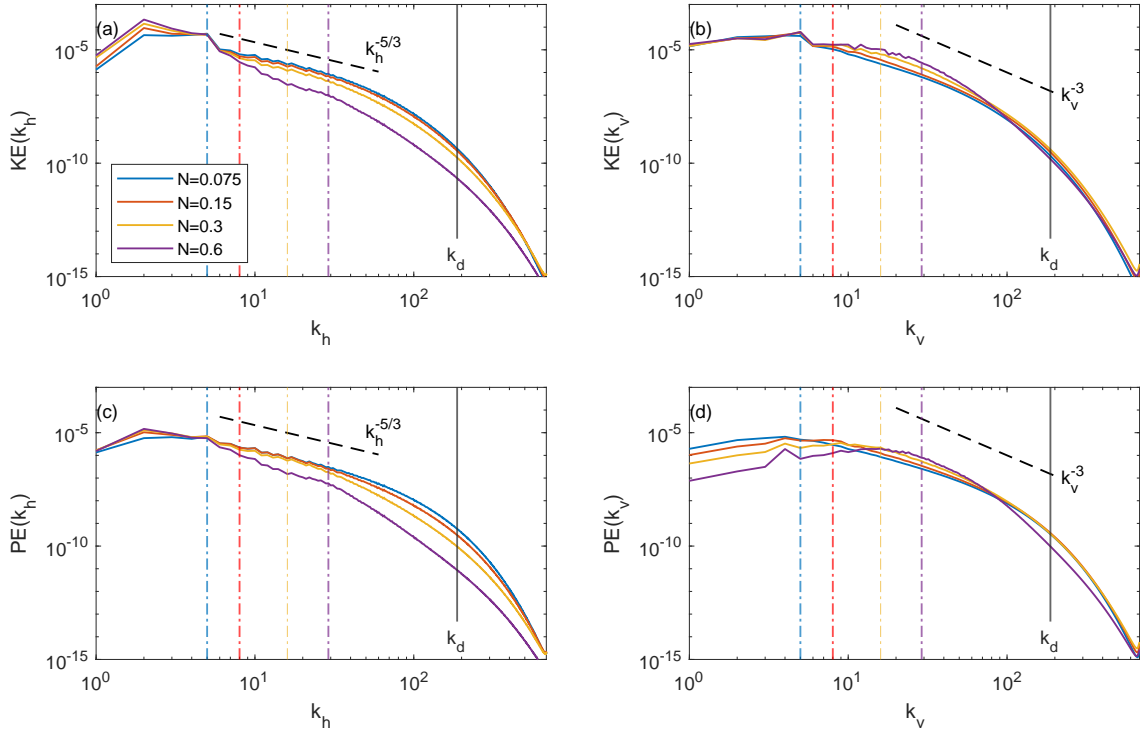 (a)
k_h^{-5/3}
KE(k_h)
10^{-5}
10^{-10}
10^{-15}
N=0.075
N=0.15
N=0.3
N=0.6
k_d
10^0
10^1
10^2
k_h
(b)
k_v^{-3}
KE(k_v)
10^{-5}
10^{-10}
10^{-15}
k_d
10^0
10^1
10^2
k_v
(c)
k_h^{-5/3}
PE(k_h)
10^{-5}
10^{-10}
10^{-15}
k_d
10^0
10^1
10^2
k_h
(d)
k_v^{-3}
PE(k_v)
10^{-5}
10^{-10}
10^{-15}
k_d
10^0
10^1
10^2
k_v